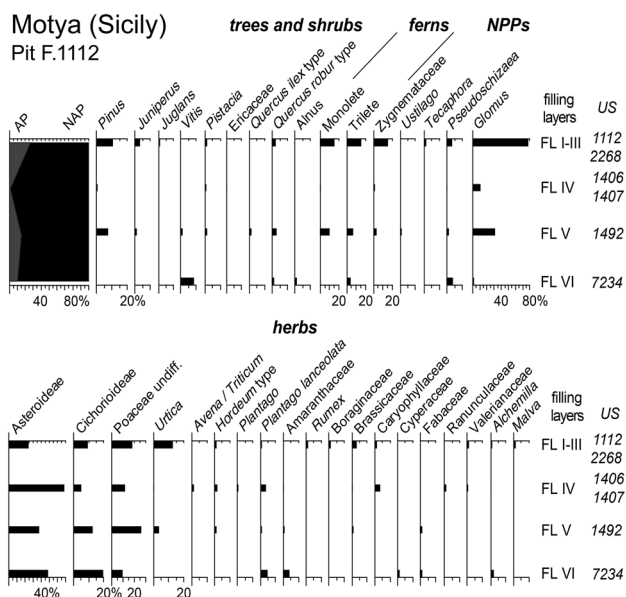 Motya (Sicily)
Pit F.1112
trees and shrubs
ferns
NPPs
AP
NAP
Pinus
Juniperus
Juglans
Vitis
Pistacia
Ericaceae
Quercus ilex type
Quercus robur type
Alnus
Monolete
Trilete
Zygnemataceae
Ustilago
Tecaphora
Pseudoschizaea
Glomus
filling layers
US
FL I-III 1112
2268
FL IV 1406
1407
FL V 1492
FL VI 7234
40 80% 20% 20 20 40 80%
herbs
Asteroideae
Cichorioideae
Poaceae undiff.
Urtica
Avena / Triticum
Hordeum type
Plantago
Plantago lanceolata
Amaranthaceae
Rumex
Boraginaceae
Brassicaceae
Caryophyllaceae
Cyperaceae
Fabaceae
Ranunculaceae
Valerianaceae
Alchemilla
Malva
filling layers
US
FL I-III 1112
2268
FL IV 1406
1407
FL V 1492
FL VI 7234
40% 20% 20 20